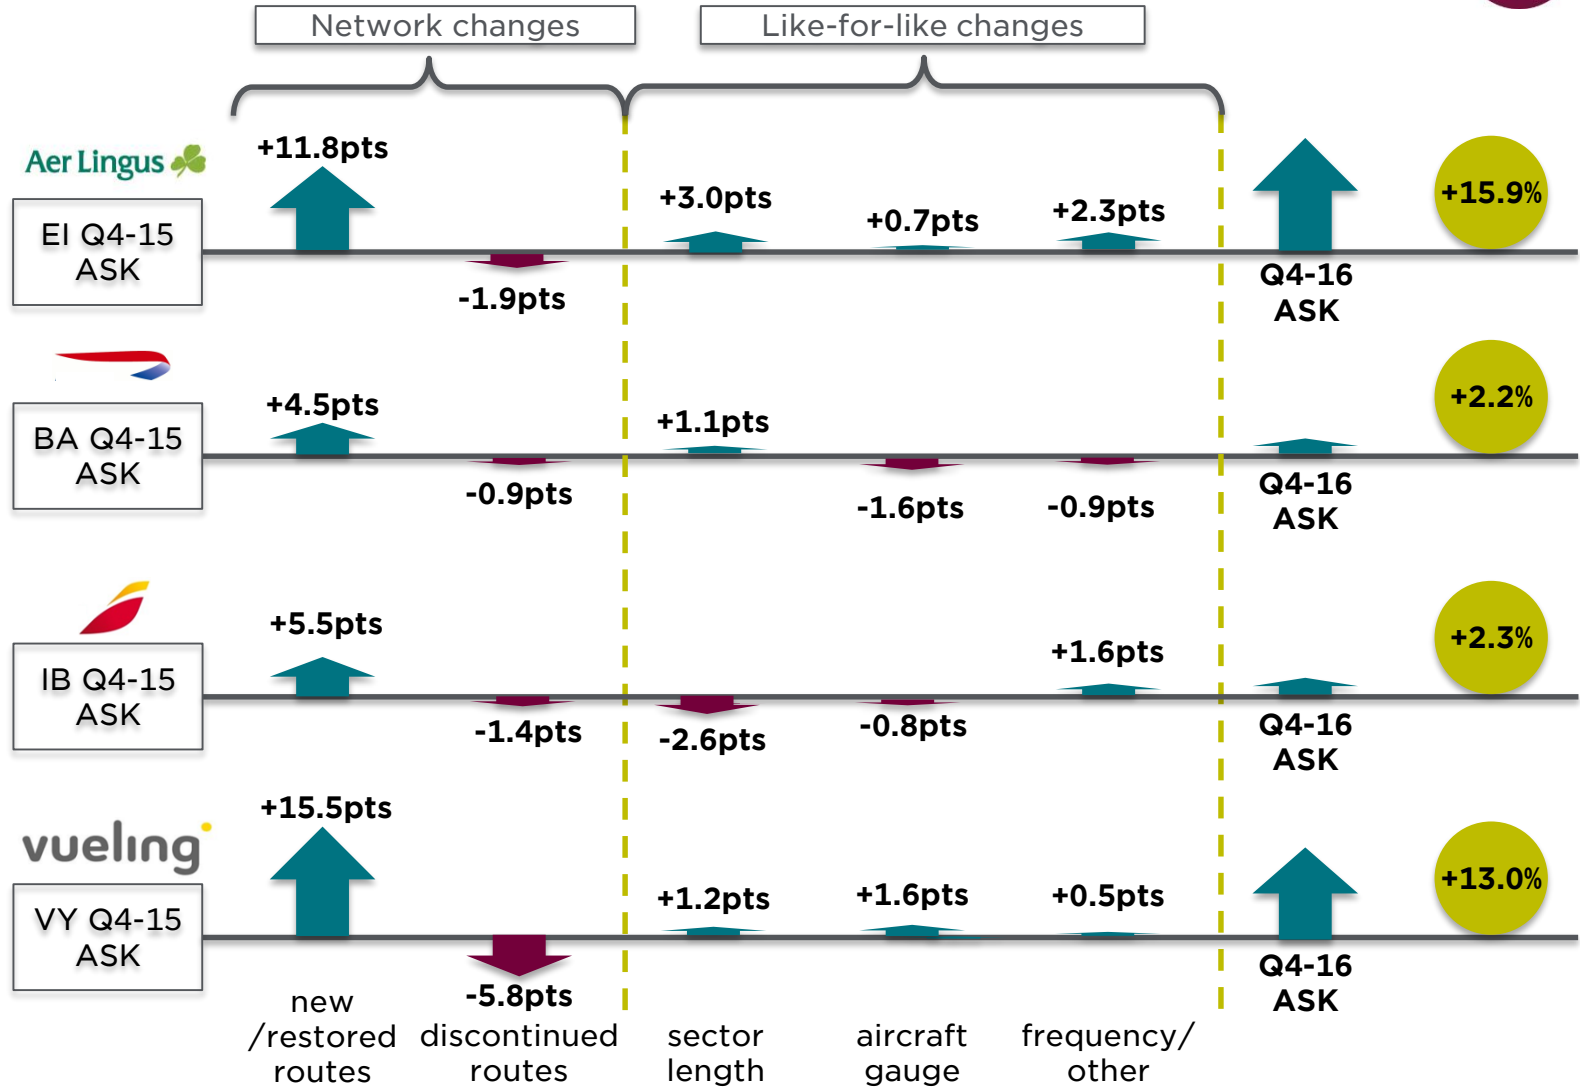 Network changes
Like-for-like changes
Aer Lingus
EI Q4-15
ASK
+11.8pts
-1.9pts
+3.0pts
+0.7pts
+2.3pts
Q4-16
ASK
+15.9%
BA Q4-15
ASK
+4.5pts
-0.9pts
+1.1pts
-1.6pts
-0.9pts
Q4-16
ASK
+2.2%
IB Q4-15
ASK
+5.5pts
-1.4pts
-2.6pts
-0.8pts
+1.6pts
Q4-16
ASK
+2.3%
vueling
VY Q4-15
ASK
+15.5pts
-5.8pts
+1.2pts
+1.6pts
+0.5pts
Q4-16
ASK
+13.0%
new
/restored
routes
discontinued
routes
sector
length
aircraft
gauge
frequency/
other